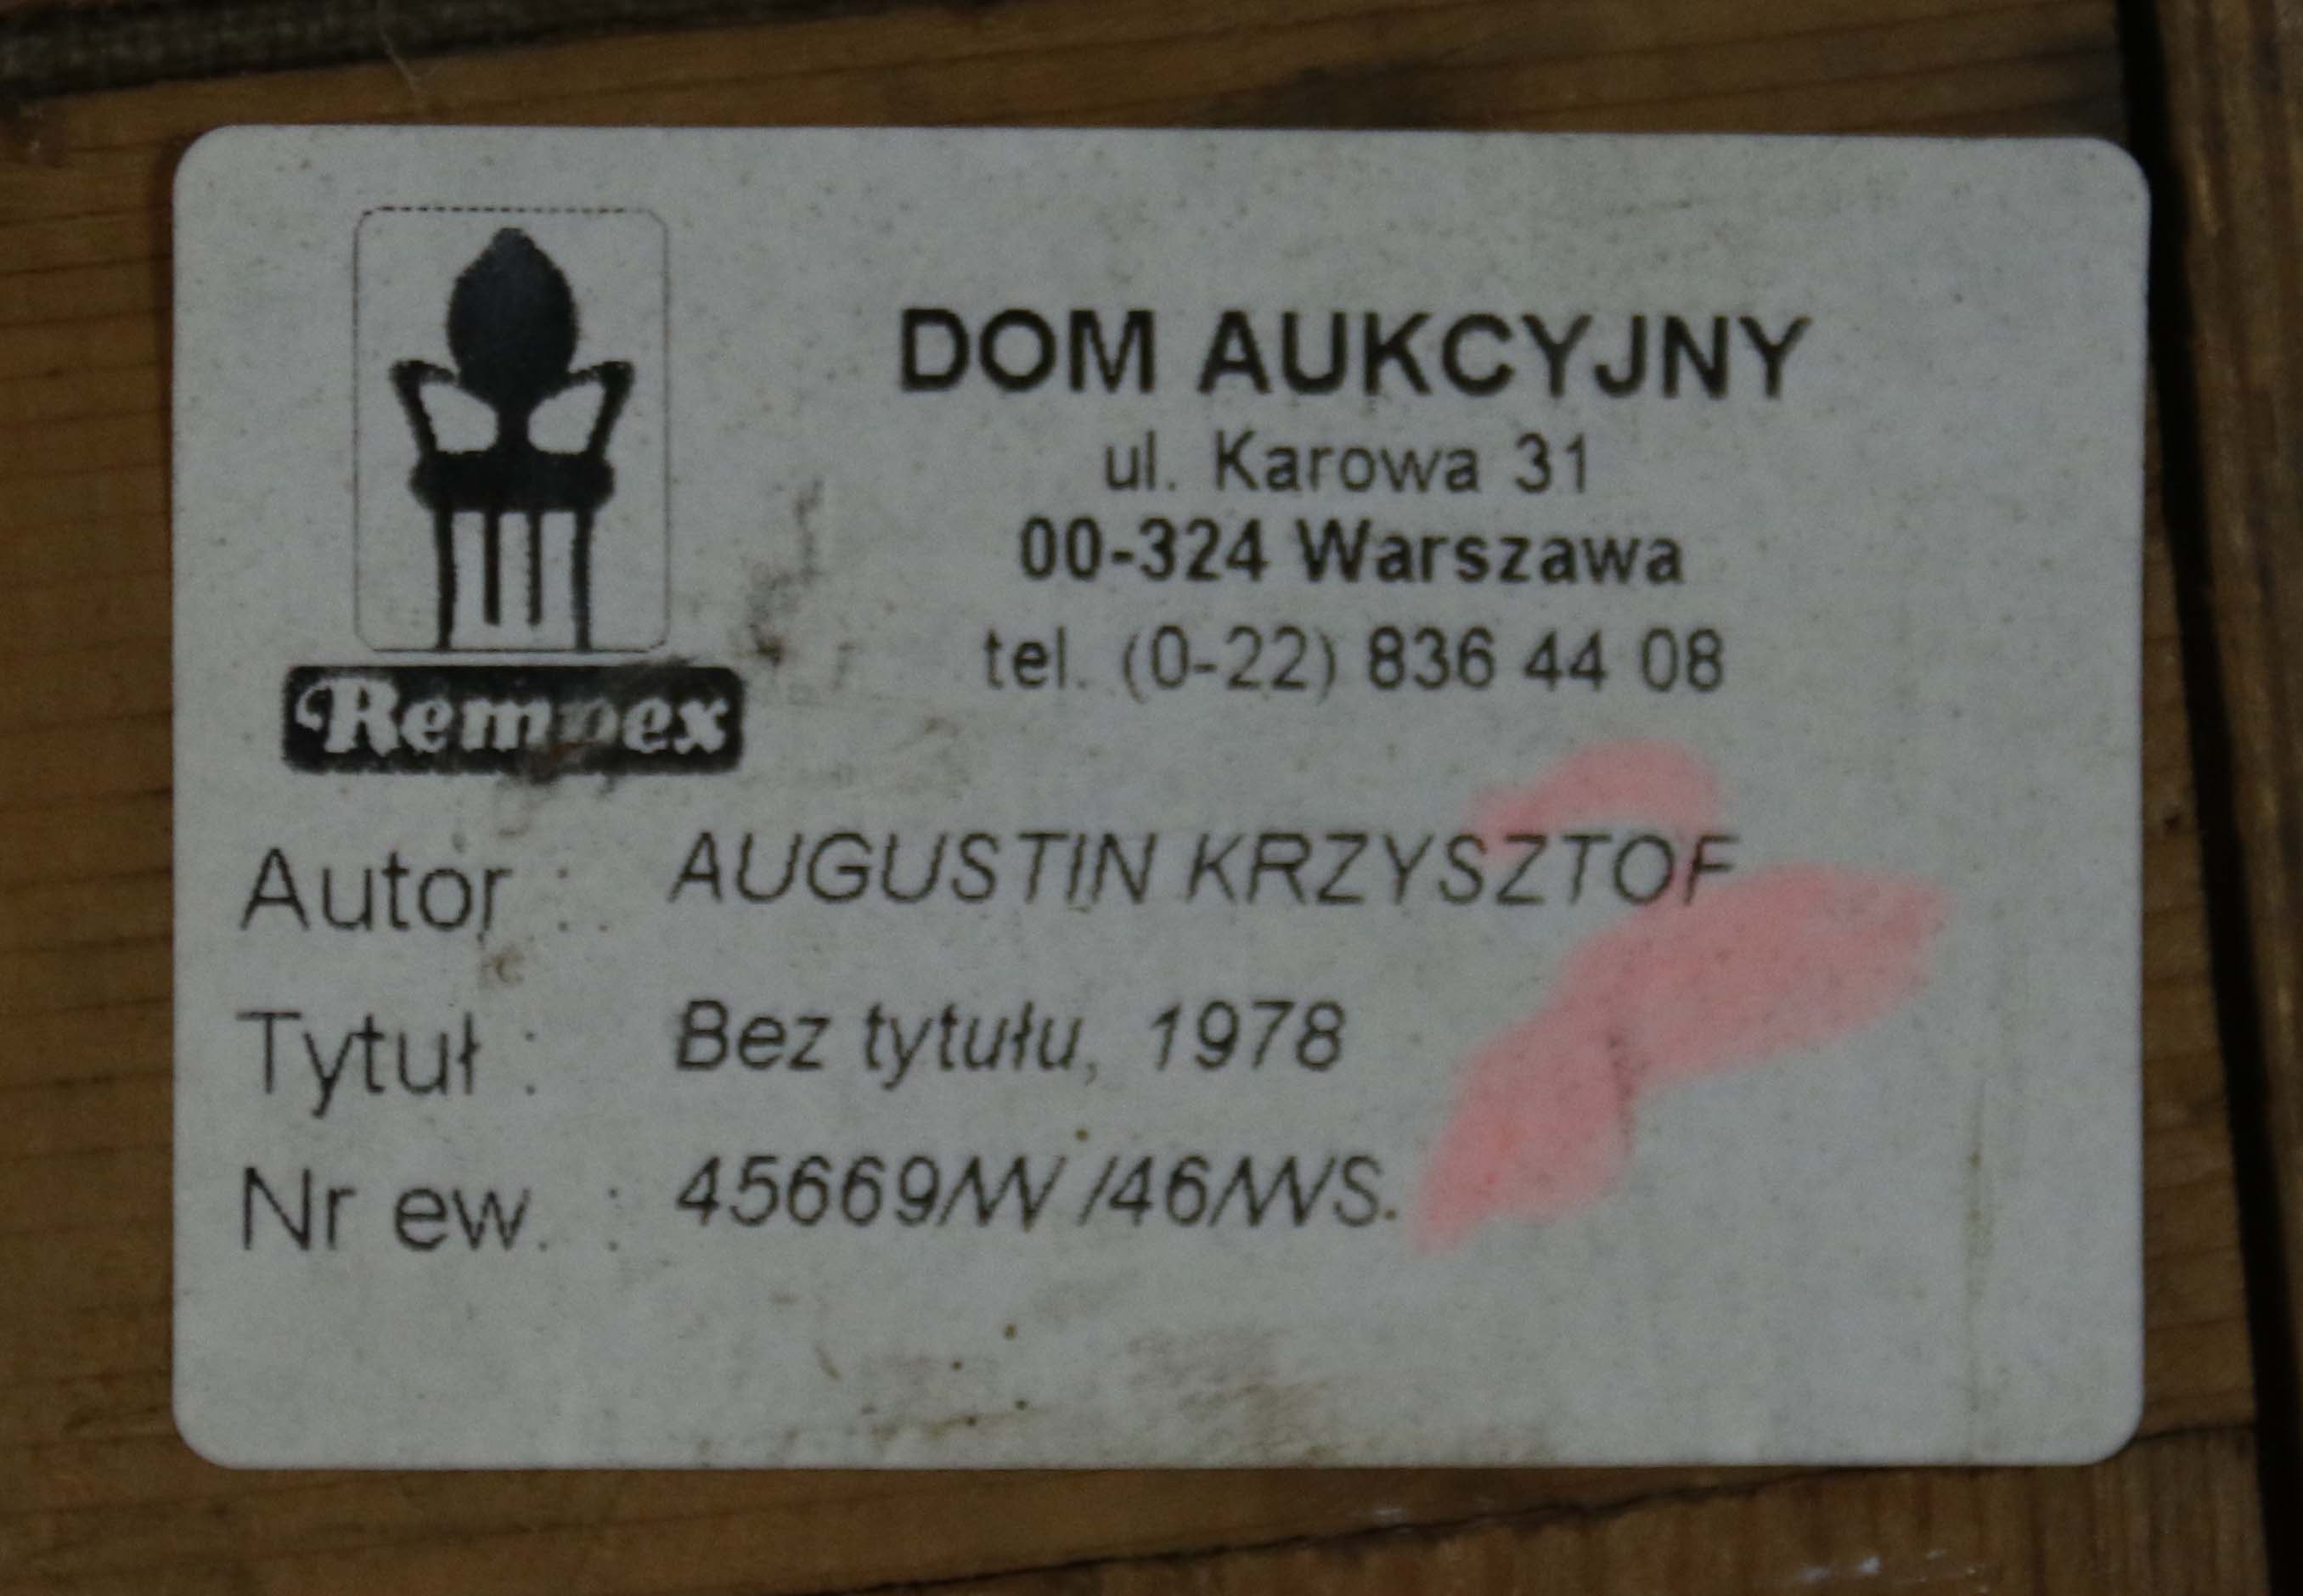 DOM AUKCYJNY
ul. Karowa 31
00-324 Warszawa
tel. (0-22) 836 44 08
Rempex
Autor : AUGUSTIN KRZYSZTOF
Tytuł : Bez tytułu, 1978
Nr ew. : 45669/W /46/WS.